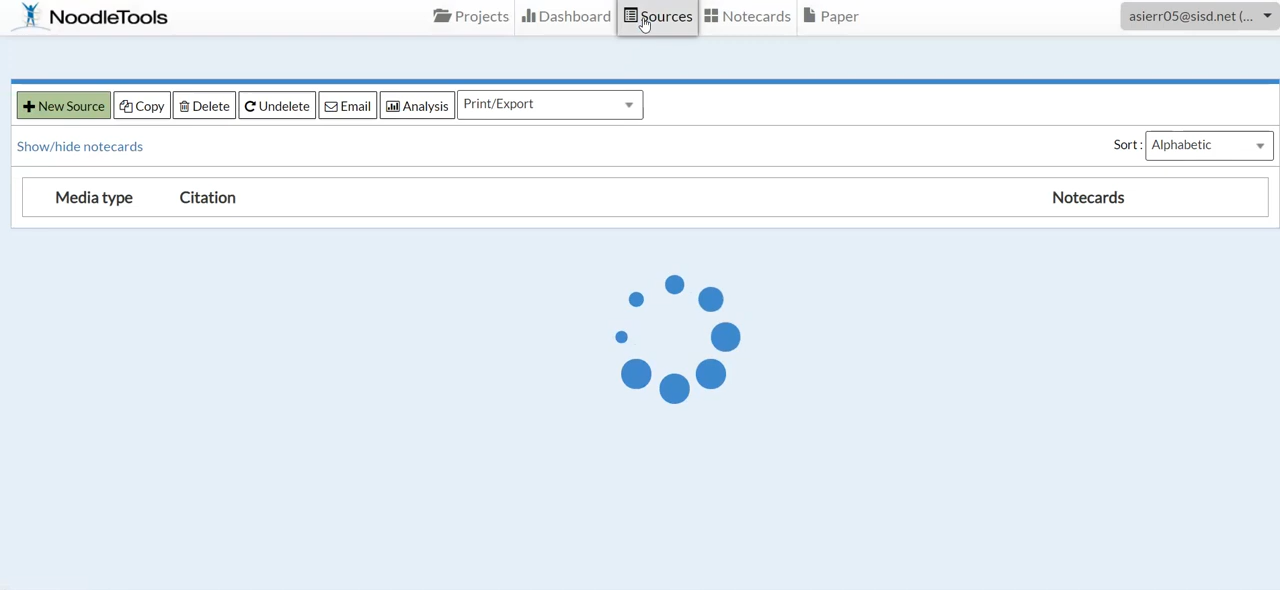 NoodleTools Projects Dashboard Sources Notecards Paper asierr05@sisd.net (...
New Source Copy Delete Undelete Email Analysis Print/Export
Show/hide notecards Sort : Alphabetic
Media type Citation Notecards